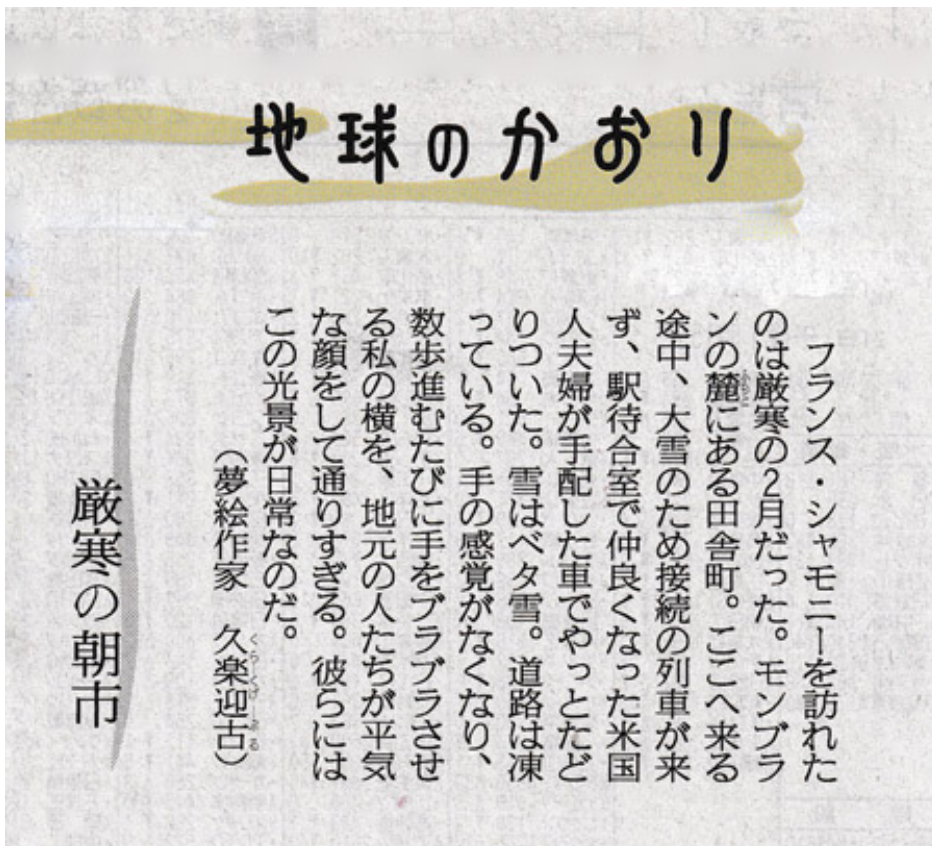 地球のかおり
フランス・シャモニーを訪れた
のは厳寒の2月だった。モンブラ
ンの麓にある田舎町。ここへ来る
途中、大雪のため接続の列車が来
ず、駅待合室で仲良くなった米国
人夫婦が手配した車でやっとたど
りついた。雪はベタ雪。道路は凍
っている。手の感覚がなくなり、
数歩進むたびに手をブラブラさせ
る私の横を、地元の人たちが平気
な顔をして通りすぎる。彼らには
この光景が日常なのだ。
（夢絵作家　久楽迎古）
厳寒の朝市